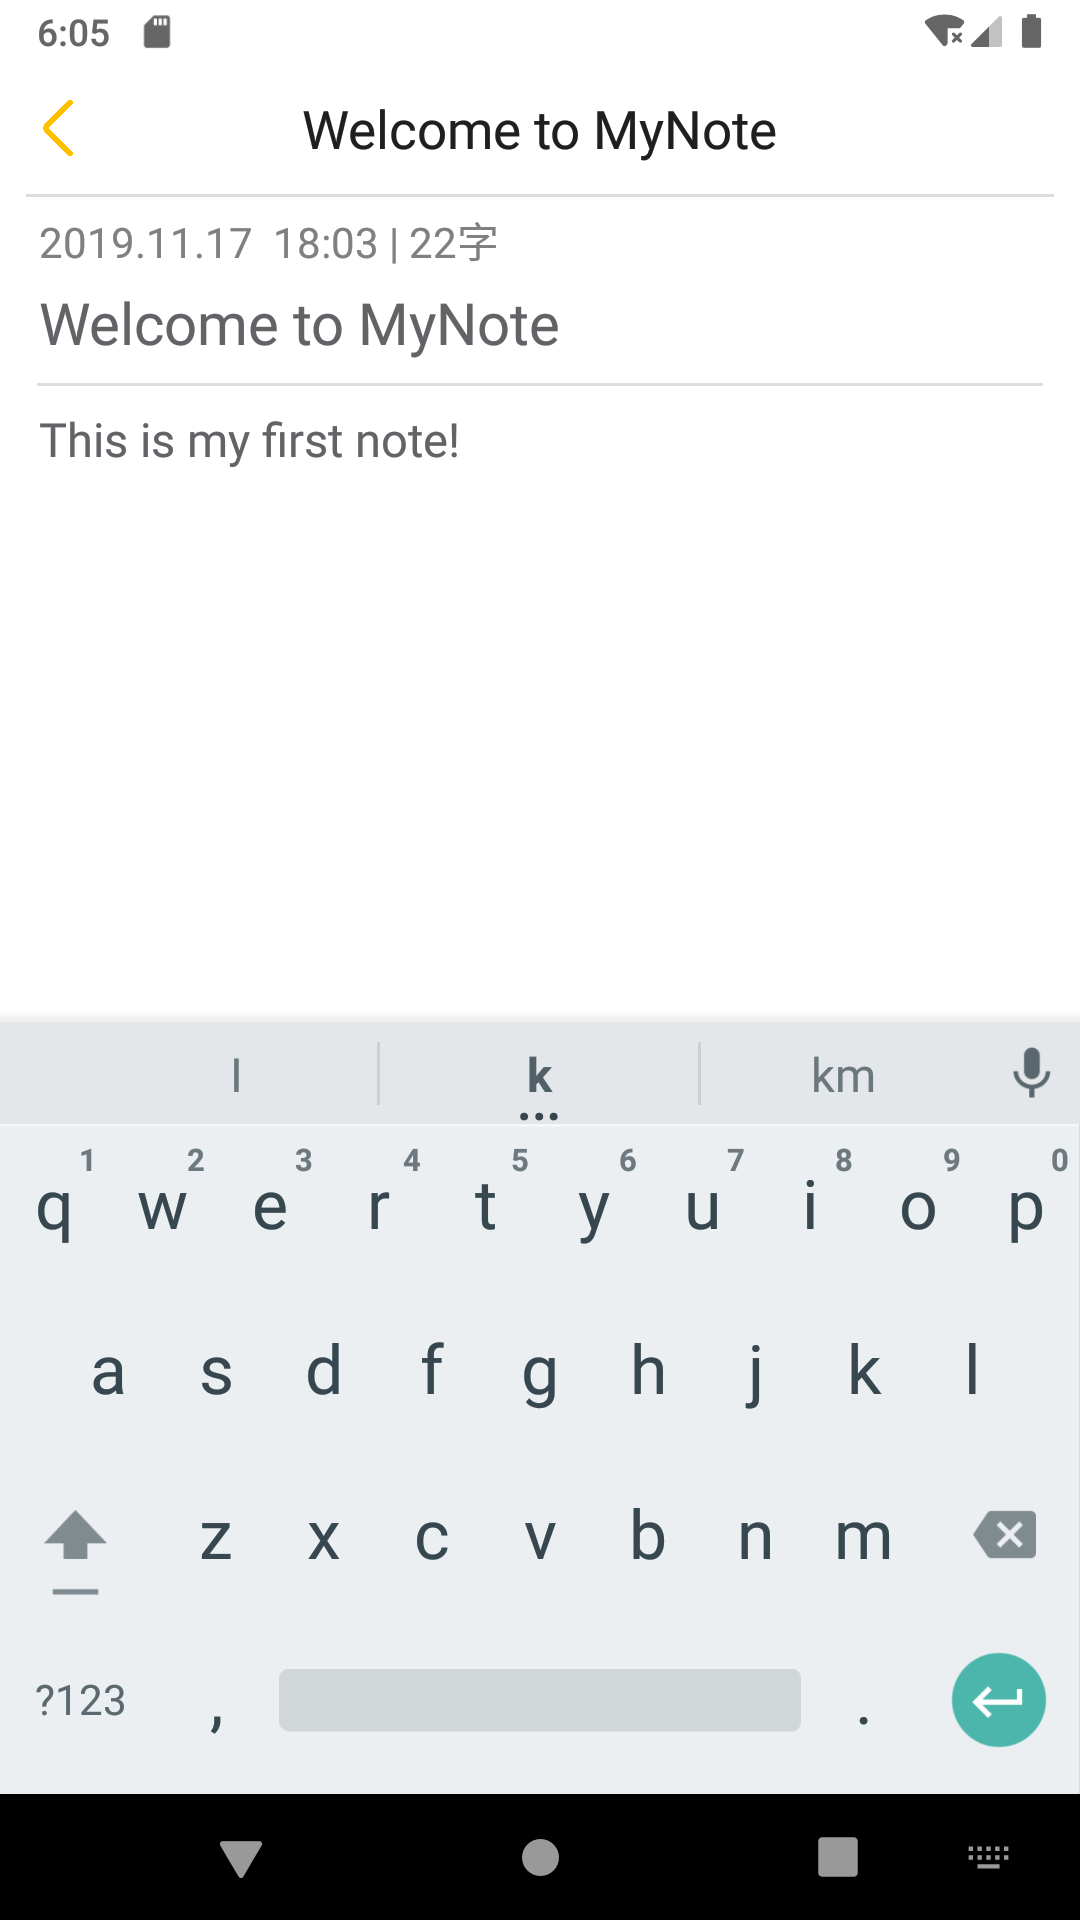 6:05
Welcome to MyNote
2019.11.17 18:03 | 22字
Welcome to MyNote
This is my first note!
l k km
1 2 3 4 5 6 7 8 9 0
q w e r t y u i o p
a s d f g h j k l
z x c v b n m
?123 , .